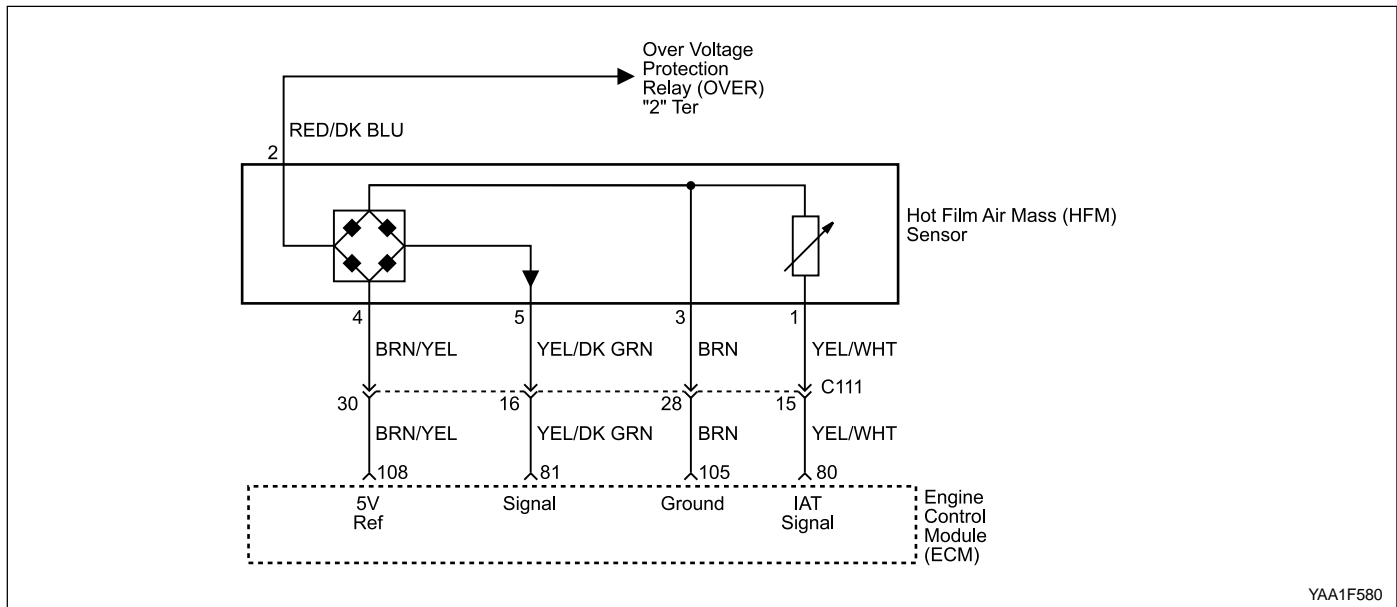 Over Voltage
Protection
Relay (OVER)
"2" Ter
RED/DK BLU
2
Hot Film Air Mass (HFM)
Sensor
4 5 3 1
BRN/YEL YEL/DK GRN BRN YEL/WHT
C111
30 16 28 15
BRN/YEL YEL/DK GRN BRN YEL/WHT
108 81 105 80
5V
Ref
Signal
Ground
IAT
Signal
Engine
Control
Module
(ECM)
YAA1F580